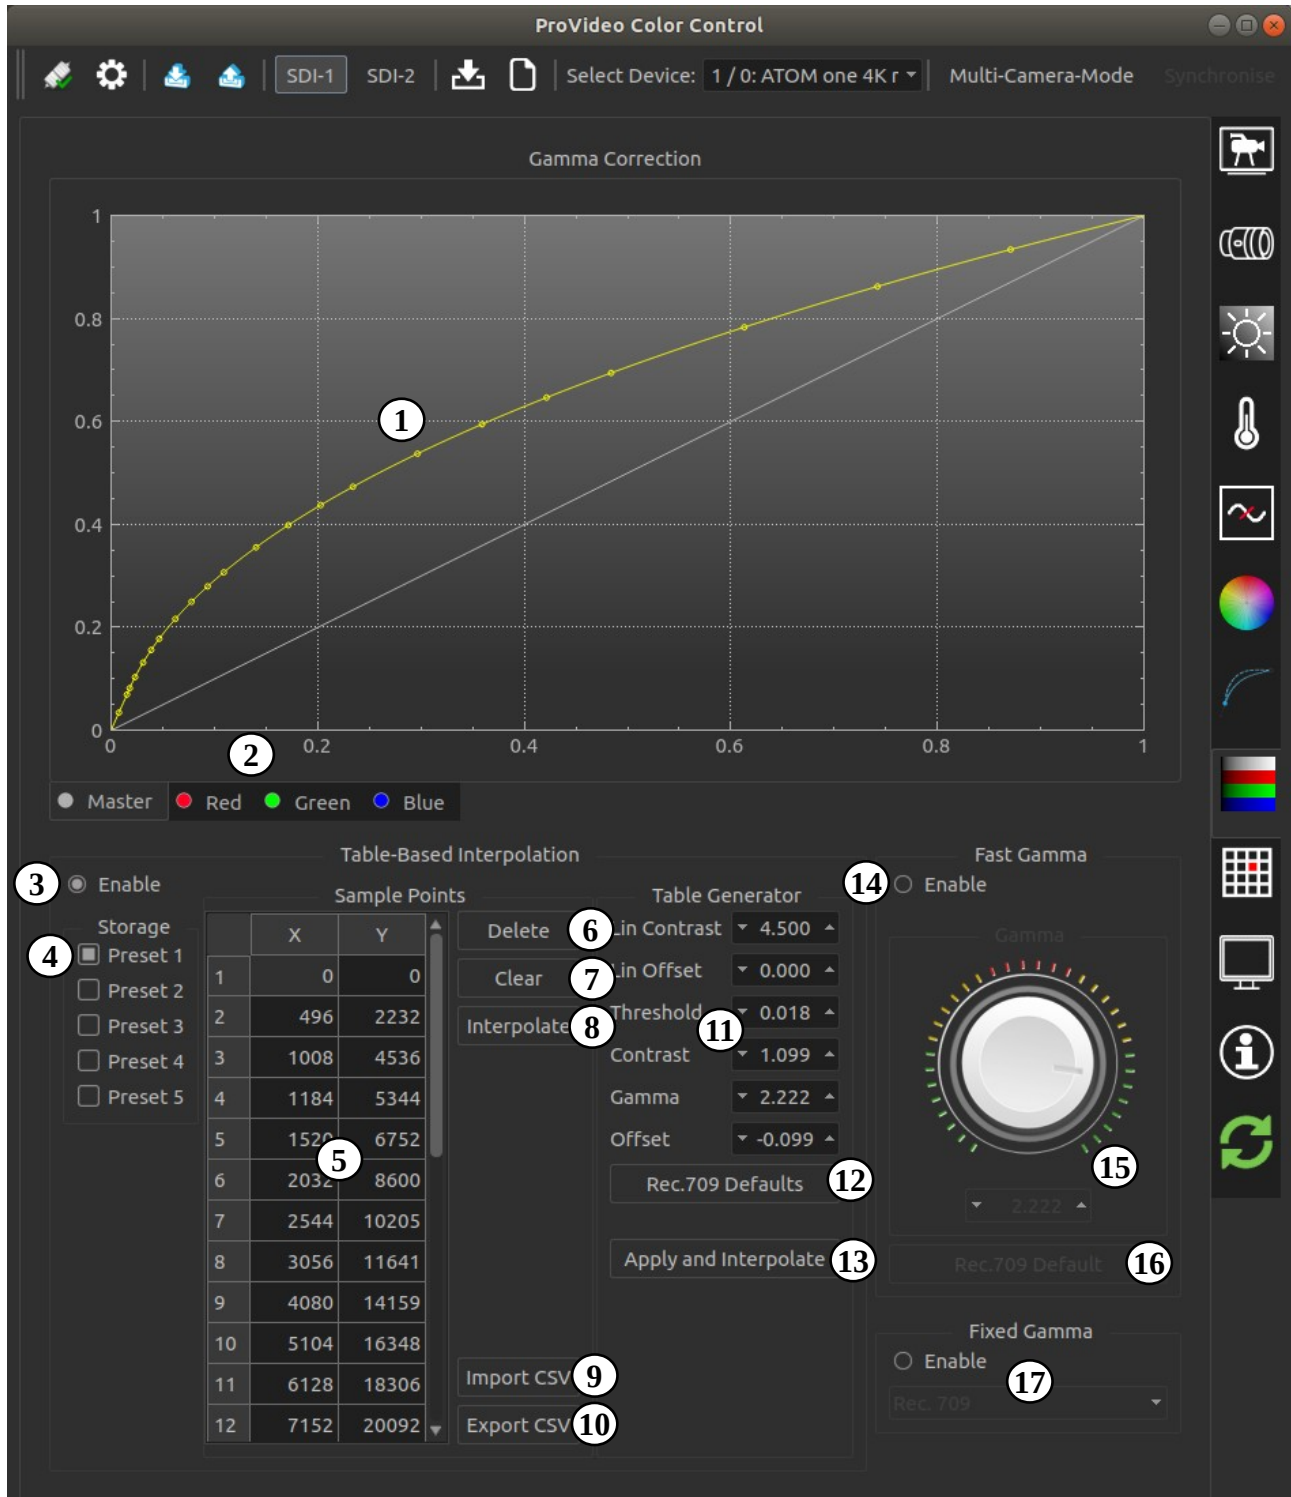 ProVideo Color Control
SDI-1 SDI-2 Select Device: 1 / 0: ATOM one 4K r Multi-Camera-Mode Synchronise
Gamma Correction
1
0.8
0.6
1
0.4
0.2
0
0 0.2 0.4 0.6 0.8 1
2
Master Red Green Blue
Table-Based Interpolation
3 Enable
Storage
4 Preset 1
Preset 2
Preset 3
Preset 4
Preset 5
Sample Points
X Y
1 0 0
2 496 2232
3 1008 4536
4 1184 5344
5 1520 6752
5
6 2032 8600
7 2544 10205
8 3056 11641
9 4080 14159
10 5104 16348
11 6128 18306
12 7152 20092
Delete 6
Clear 7
Interpolate 8
Import CSV 9
Export CSV 10
Table Generator
Lin Contrast 4.500
Lin Offset 0.000
Threshold 0.018
11
Contrast 1.099
Gamma 2.222
Offset -0.099
Rec.709 Defaults 12
Apply and Interpolate 13
Fast Gamma
14 Enable
Gamma
15
2.222
Rec.709 Default 16
Fixed Gamma
Enable
17
Rec. 709